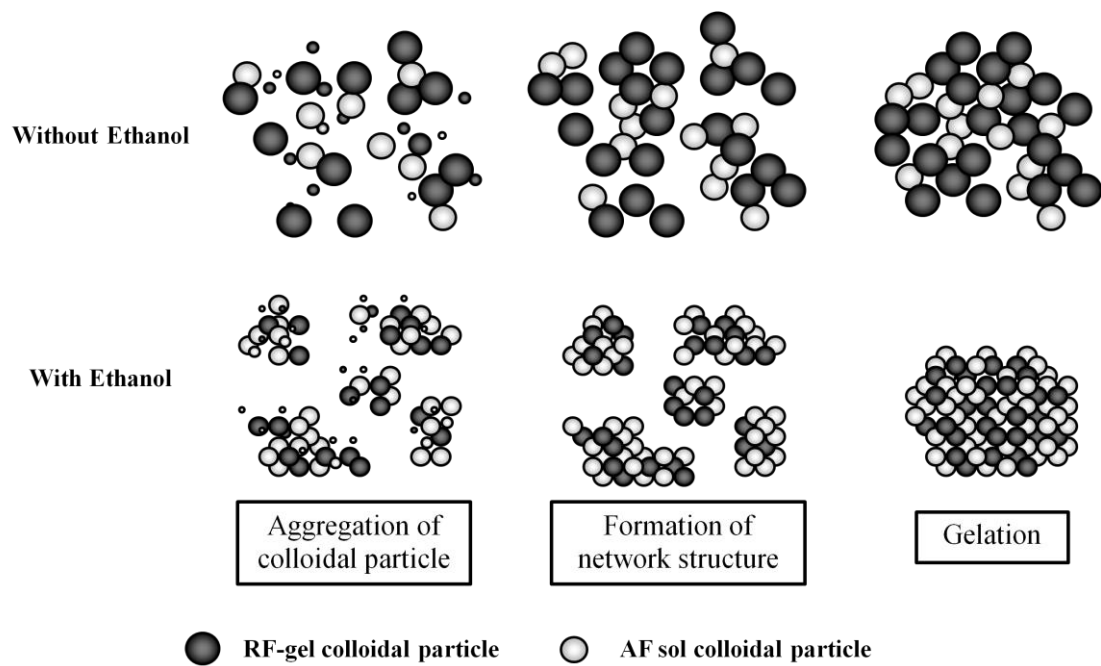 Without Ethanol
With Ethanol
Aggregation of
colloidal particle
Formation of
network structure
Gelation
RF-gel colloidal particle
AF sol colloidal particle